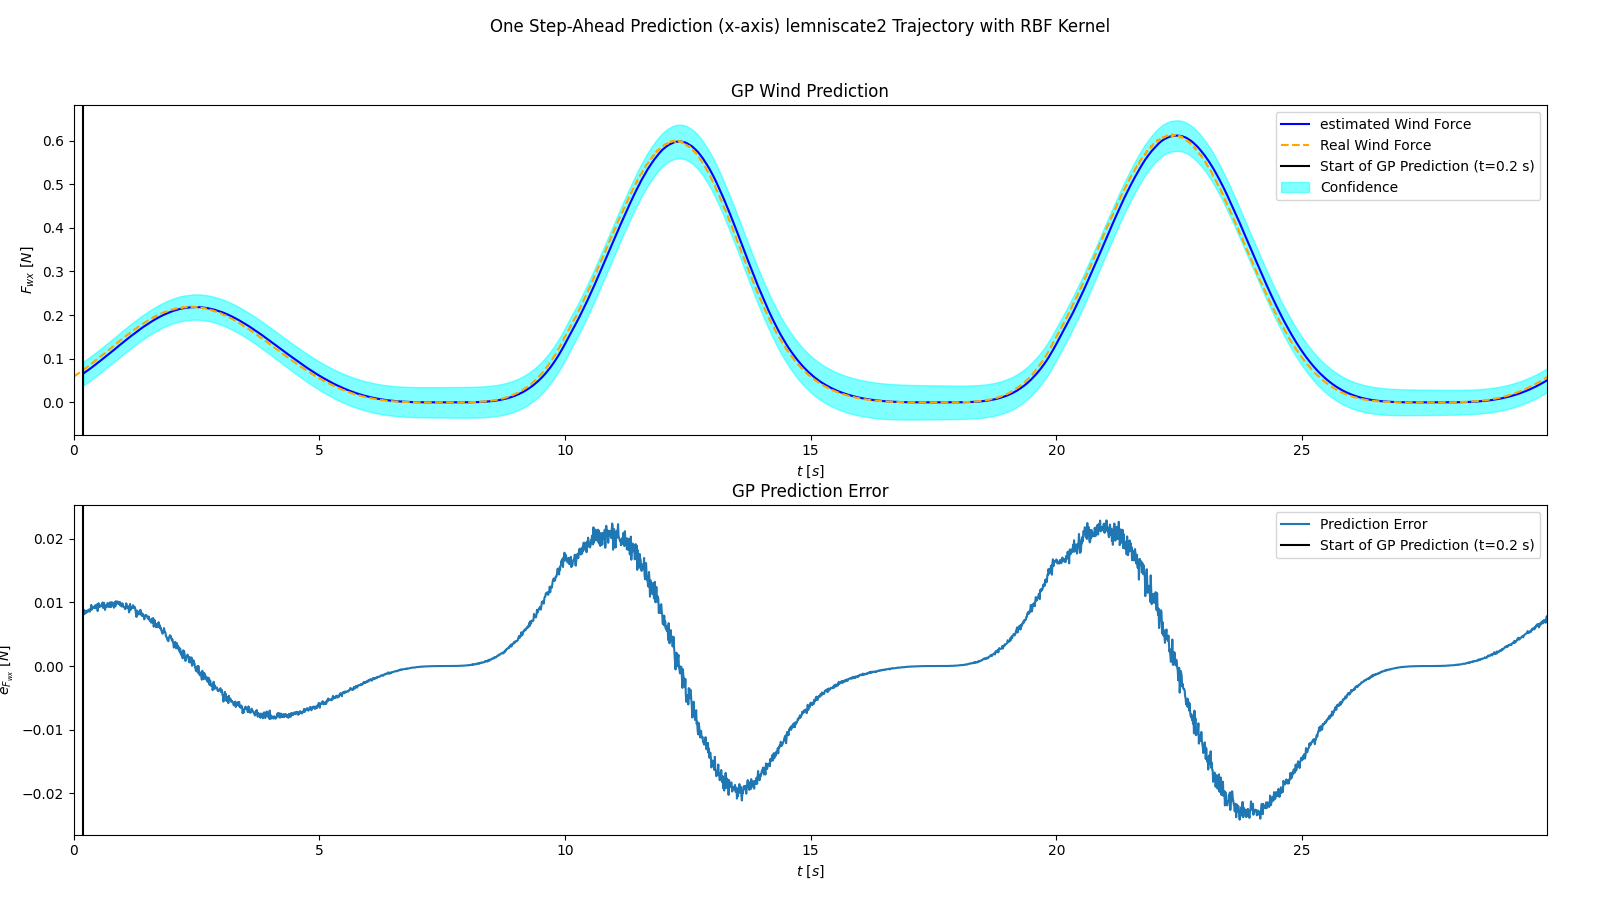 One Step-Ahead Prediction (x-axis) lemniscate2 Trajectory with RBF Kernel
GP Wind Prediction
estimated Wind Force
Real Wind Force
Start of GP Prediction (t=0.2 s)
Confidence
F_wx [N]
0.6
0.5
0.4
0.3
0.2
0.1
0.0
0 5 10 15 20 25
t [s]
GP Prediction Error
Prediction Error
Start of GP Prediction (t=0.2 s)
e_F_wx [N]
0.02
0.01
0.00
−0.01
−0.02
0 5 10 15 20 25
t [s]